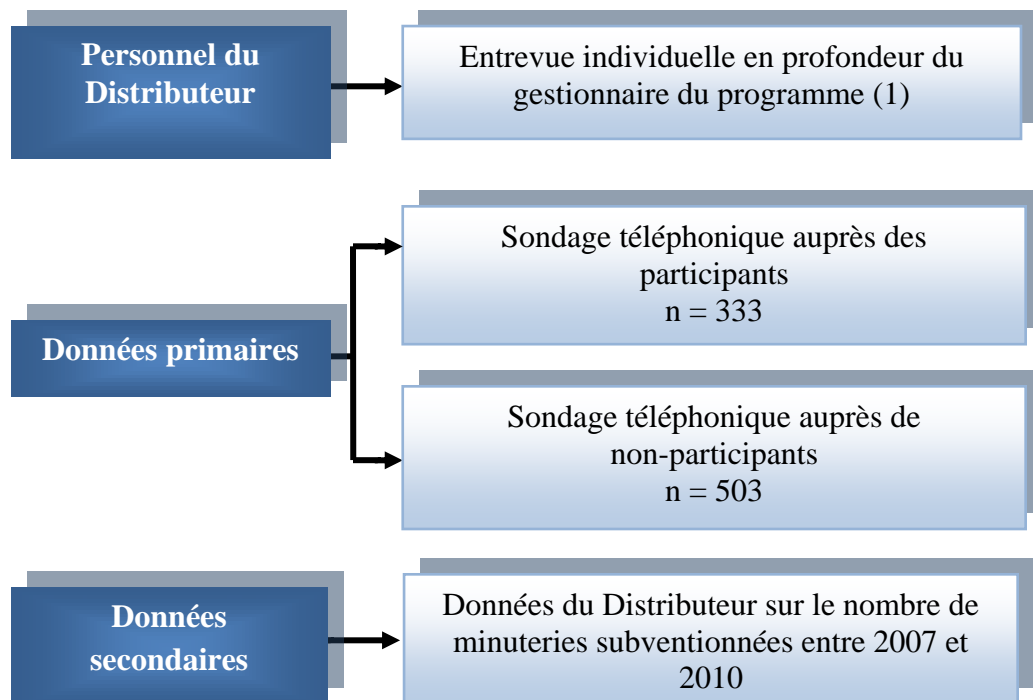 Personnel du
Distributeur
Entrevue individuelle en profondeur du
gestionnaire du programme (1)
Données primaires
Sondage téléphonique auprès des
participants
n = 333
Sondage téléphonique auprès de
non-participants
n = 503
Données
secondaires
Données du Distributeur sur le nombre de
minuteries subventionnées entre 2007 et
2010